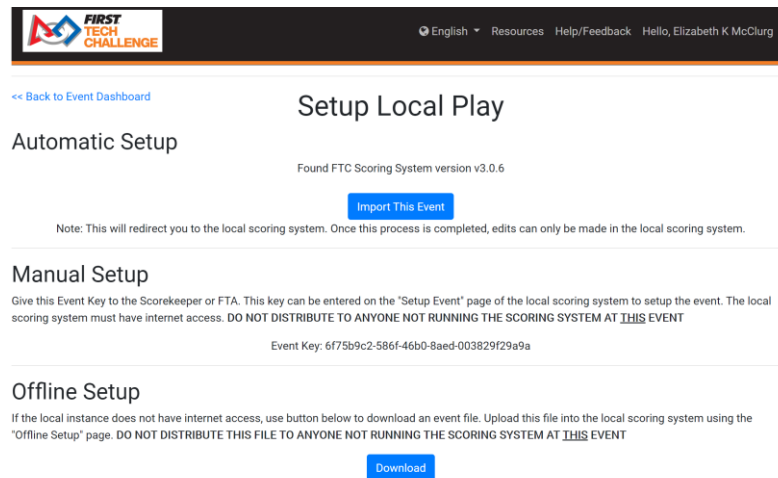 FIRST
TECH
CHALLENGE
English Resources Help/Feedback Hello, Elizabeth K McClurg
<< Back to Event Dashboard
Setup Local Play
Automatic Setup
Found FTC Scoring System version v3.0.6
Import This Event
Note: This will redirect you to the local scoring system. Once this process is completed, edits can only be made in the local scoring system.
Manual Setup
Give this Event Key to the Scorekeeper or FTA. This key can be entered on the "Setup Event" page of the local scoring system to setup the event. The local
scoring system must have internet access. DO NOT DISTRIBUTE TO ANYONE NOT RUNNING THE SCORING SYSTEM AT THIS EVENT
Event Key: 6f75b9c2-586f-46b0-8aed-003829f29a9a
Offline Setup
If the local instance does not have internet access, use button below to download an event file. Upload this file into the local scoring system using the
"Offline Setup" page. DO NOT DISTRIBUTE THIS FILE TO ANYONE NOT RUNNING THE SCORING SYSTEM AT THIS EVENT
Download